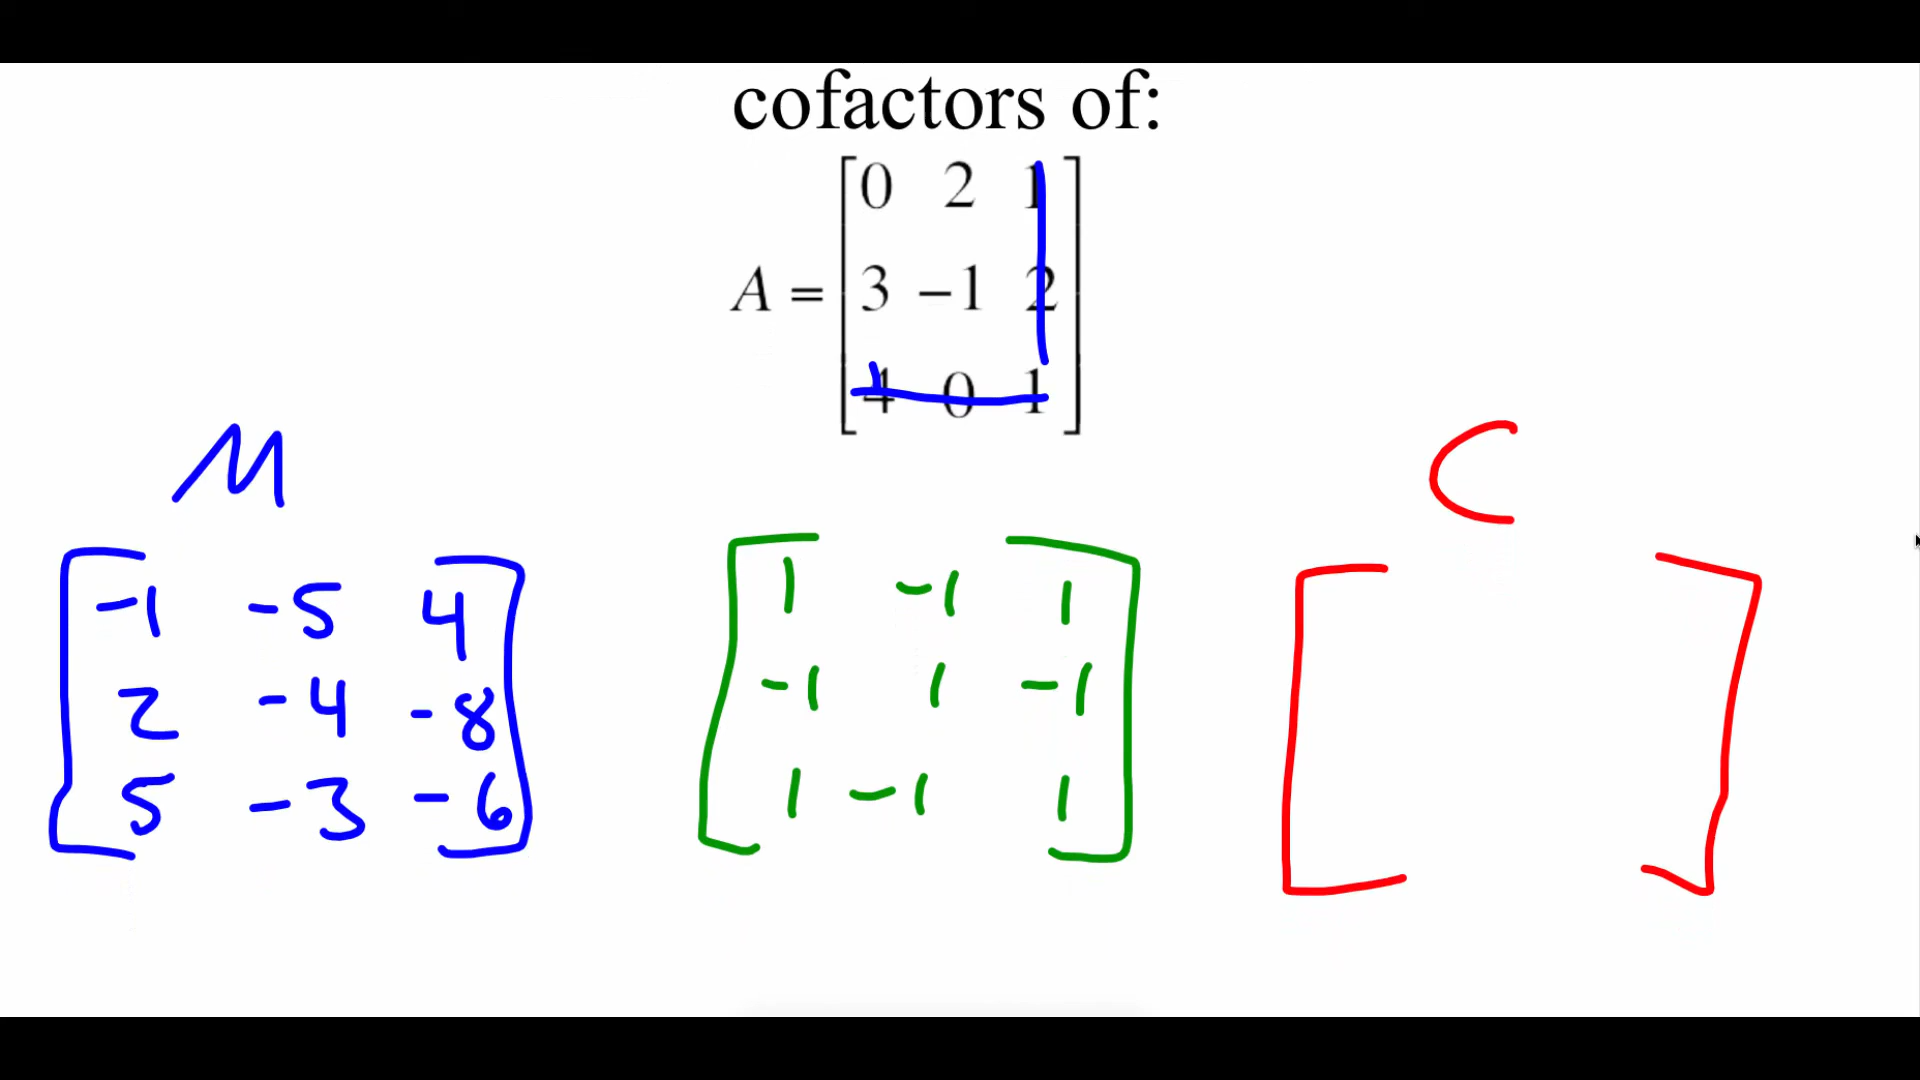 cofactors of:
A = [0 2 1
3 −1 2
4 0 1]
M
C
[-1 -5 4
2 -4 -8
5 -3 -6]
[1 -1 1
-1 1 -1
1 -1 1]
[ ]